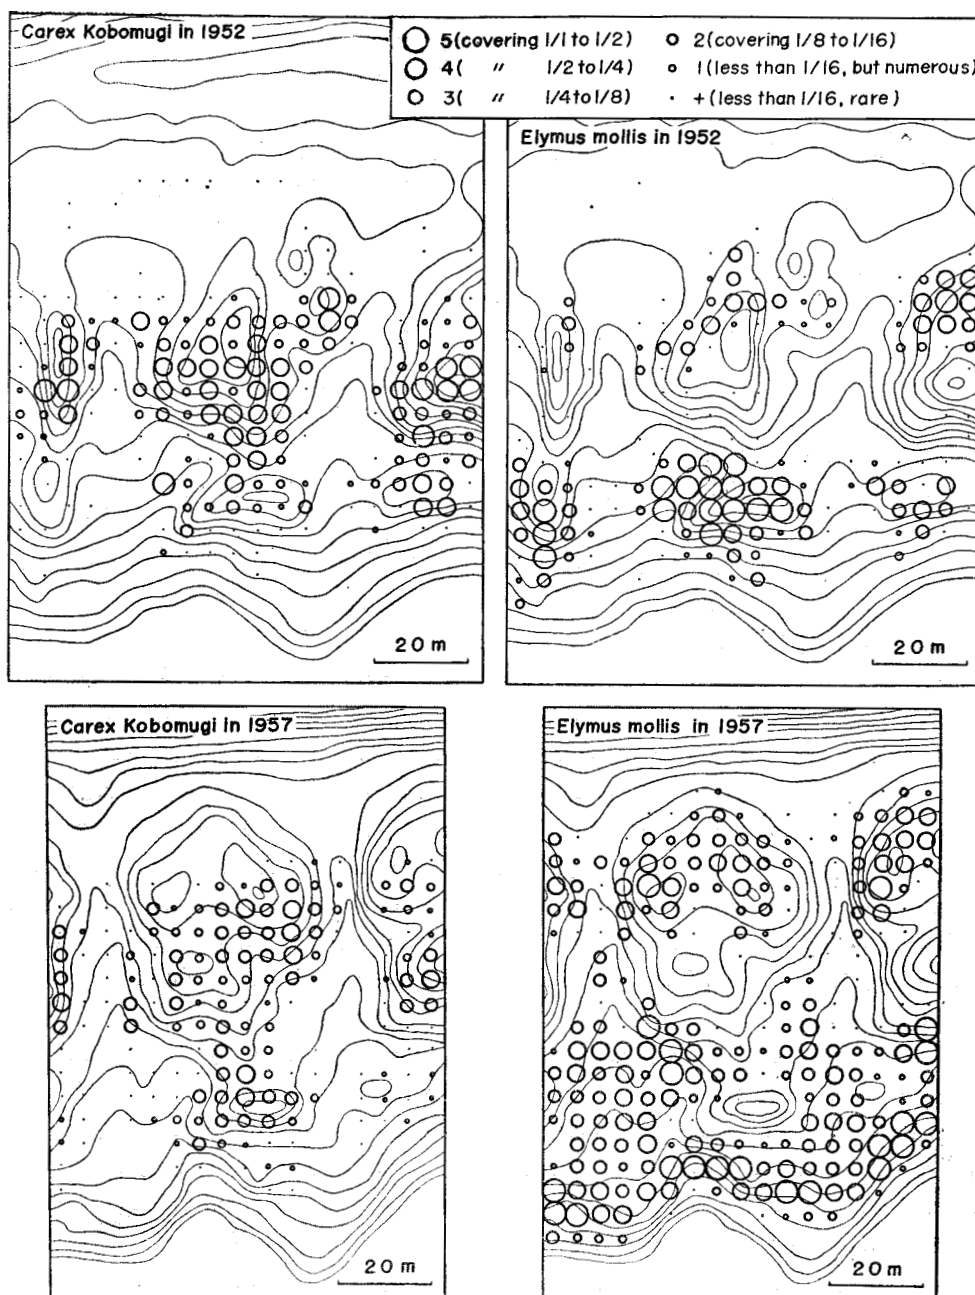 Carex Kobomugi in 1952
5(covering 1/1 to 1/2)
4( " 1/2 to 1/4)
3( " 1/4 to 1/8)
2(covering 1/8 to 1/16)
1(less than 1/16, but numerous)
+(less than 1/16, rare)
Elymus mollis in 1952
20 m
20 m
Carex Kobomugi in 1957
Elymus mollis in 1957
20 m
20 m